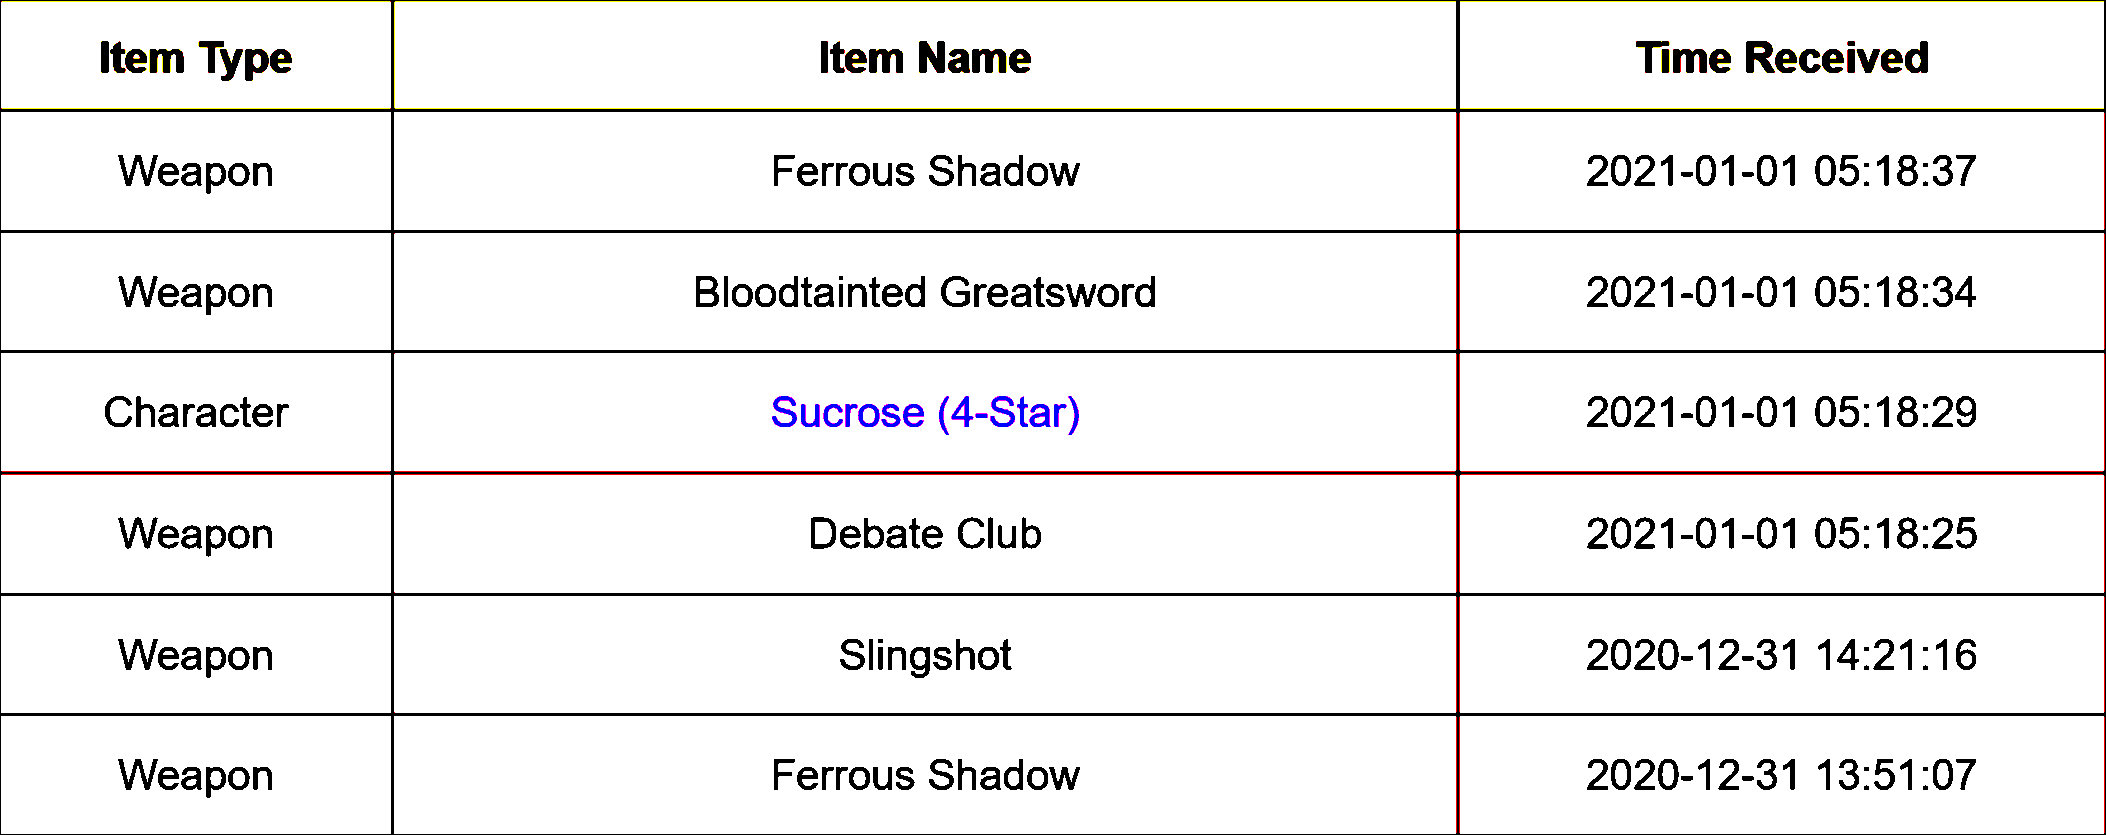 Item Type Item Name Time Received
Weapon Ferrous Shadow 2021-01-01 05:18:37
Weapon Bloodtainted Greatsword 2021-01-01 05:18:34
Character Sucrose (4-Star) 2021-01-01 05:18:29
Weapon Debate Club 2021-01-01 05:18:25
Weapon Slingshot 2020-12-31 14:21:16
Weapon Ferrous Shadow 2020-12-31 13:51:07